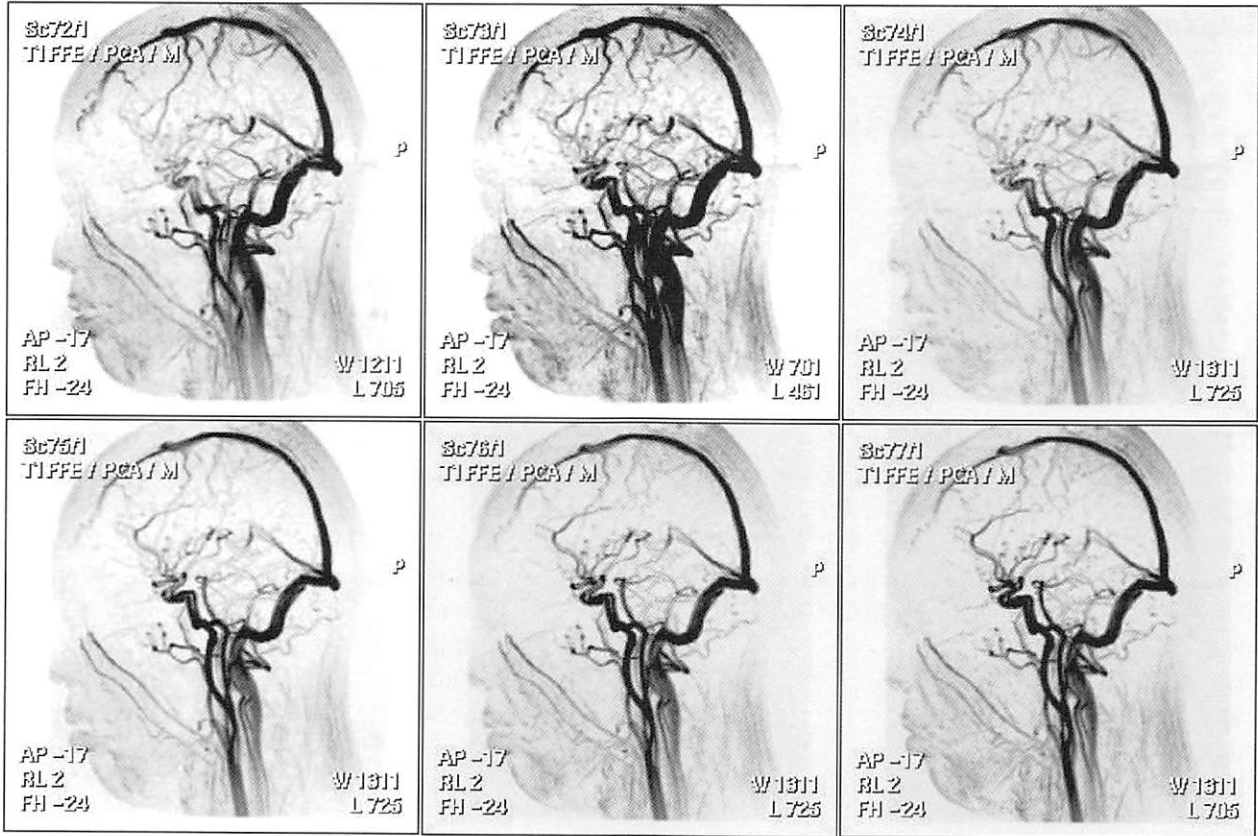 Sc72/1
T1 FFE / PCA / M
P
AP -17
RL 2
FH -24
W 1211
L 705
Sc73/1
T1 FFE / PCA / M
P
AP -17
RL 2
FH -24
W 701
L 461
Sc74/1
T1 FFE / PCA / M
P
AP -17
RL 2
FH -24
W 1311
L 725
Sc75/1
T1 FFE / PCA / M
P
AP -17
RL 2
FH -24
W 1311
L 725
Sc76/1
T1 FFE / PCA / M
P
AP -17
RL 2
FH -24
W 1311
L 725
Sc77/1
T1 FFE / PCA / M
P
AP -17
RL 2
FH -24
W 1311
L 705